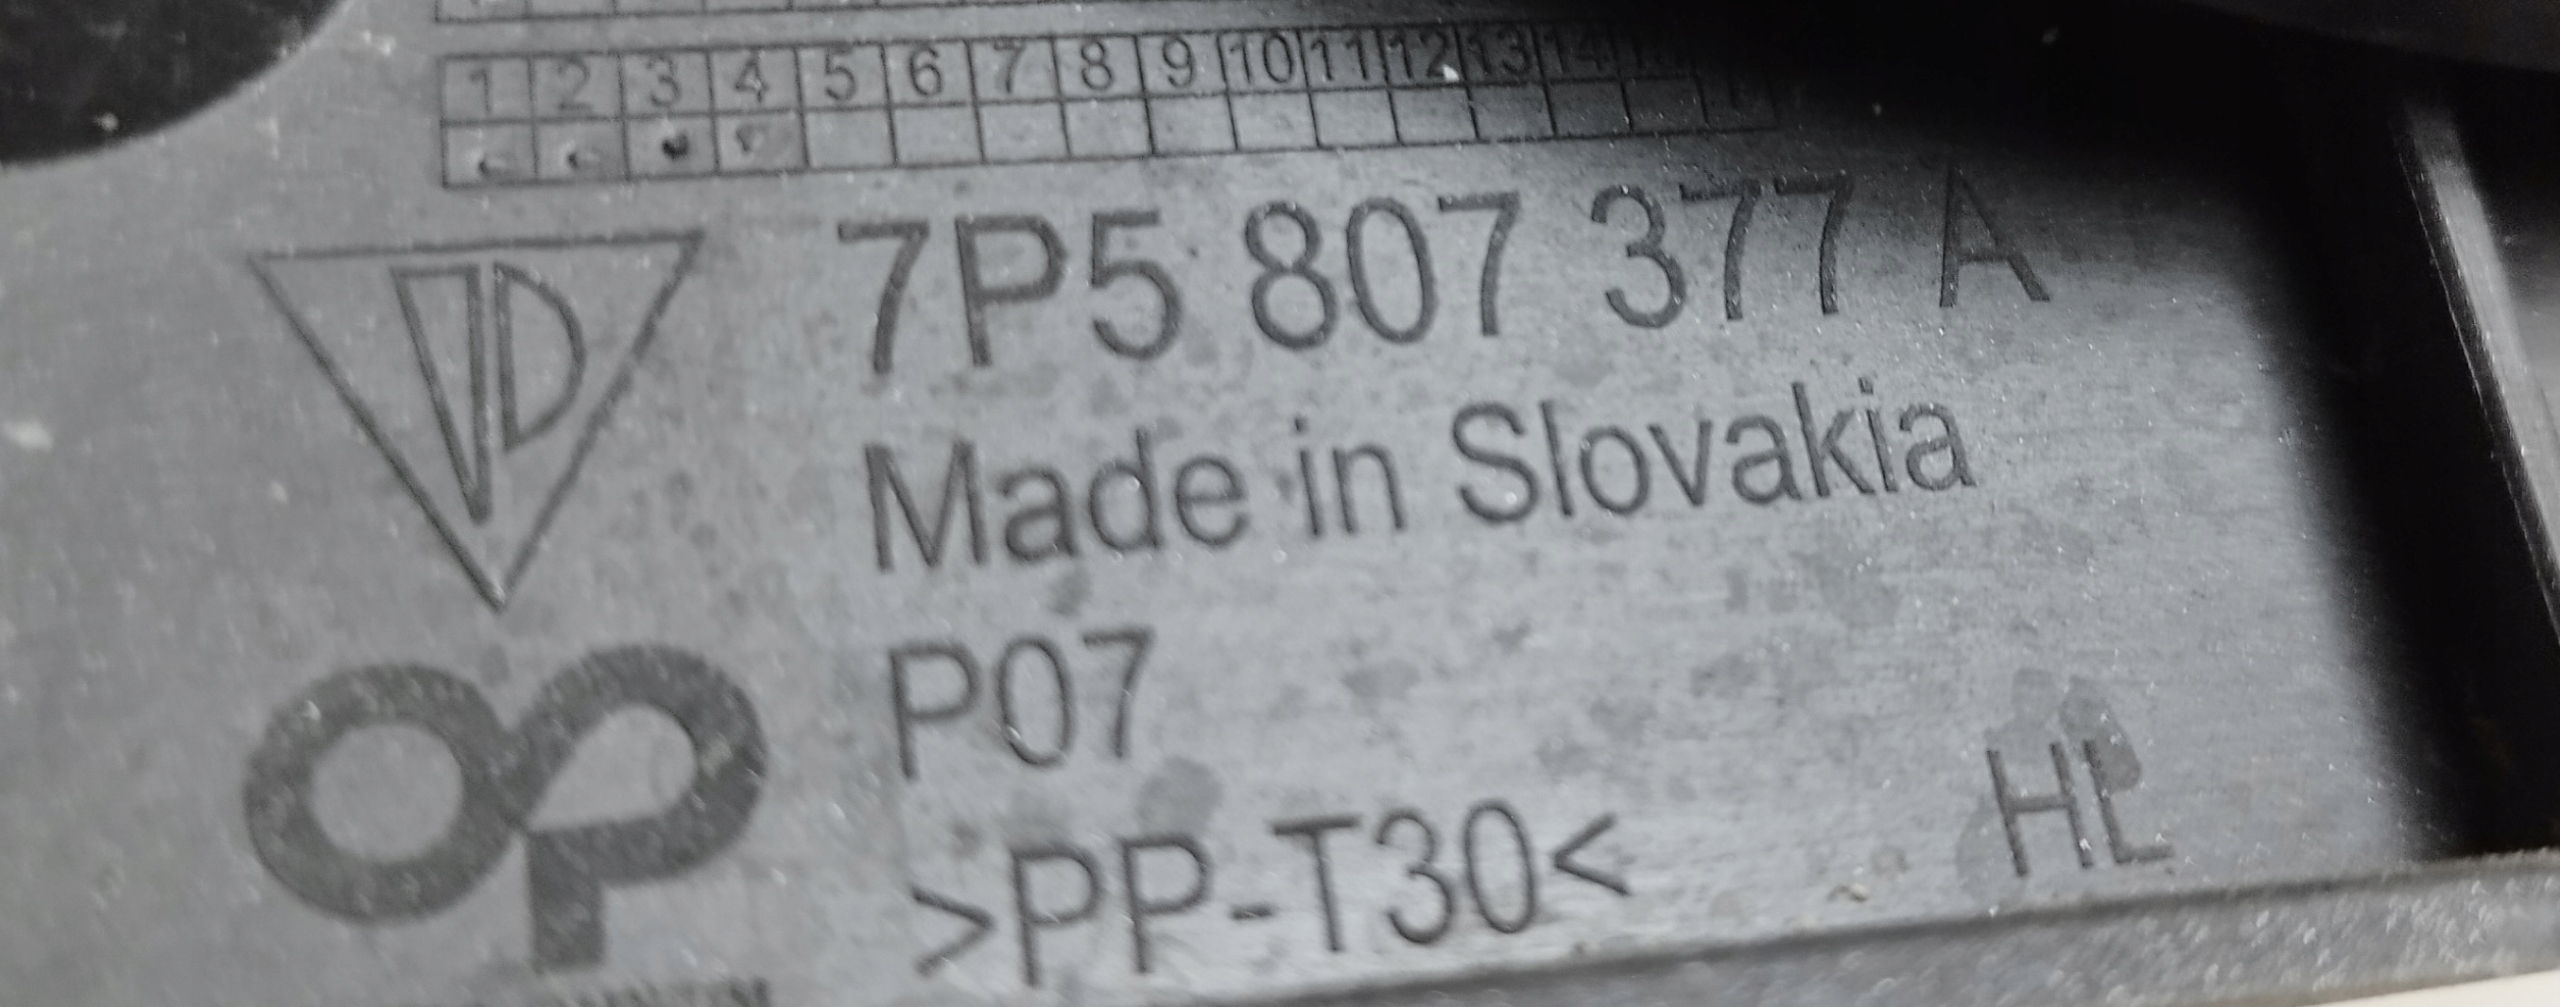 1 2 3 4 5 6 7 8 9 10 11 12 13 14
7P5 807 377 A
Made in Slovakia
P07
>PP-T30<
HL